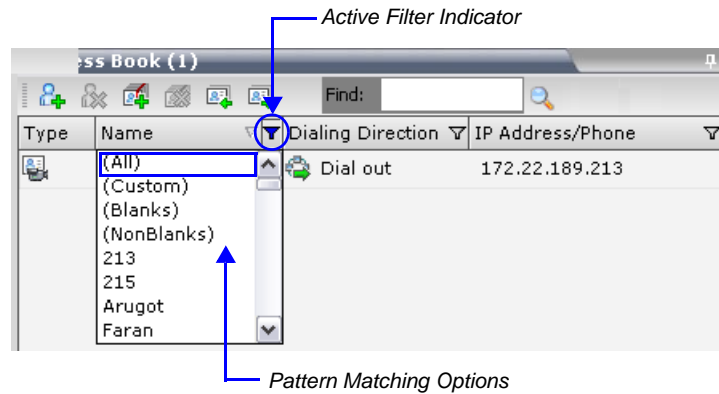 Active Filter Indicator
ess Book (1)
Find:
Type Name Dialing Direction IP Address/Phone
(All)
Dial out 172.22.189.213
(Custom)
(Blanks)
(NonBlanks)
213
215
Arugot
Faran
Pattern Matching Options